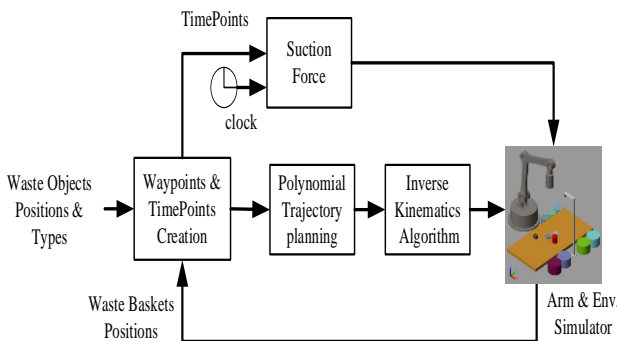 TimePoints
Suction
Force
clock
Waste Objects
Positions &
Types
Waypoints &
TimePoints
Creation
Polynomial
Trajectory
planning
Inverse
Kinematics
Algorithm
Waste Baskets
Positions
Arm & Env.
Simulator